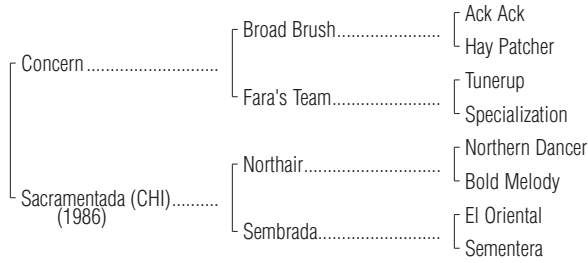 Ack Ack
Broad Brush
Hay Patcher
Concern
Tunerup
Fara's Team
Specialization
Northern Dancer
Northair
Bold Melody
Sacramentada (CHI)
(1986)
El Oriental
Sembrada
Sementera